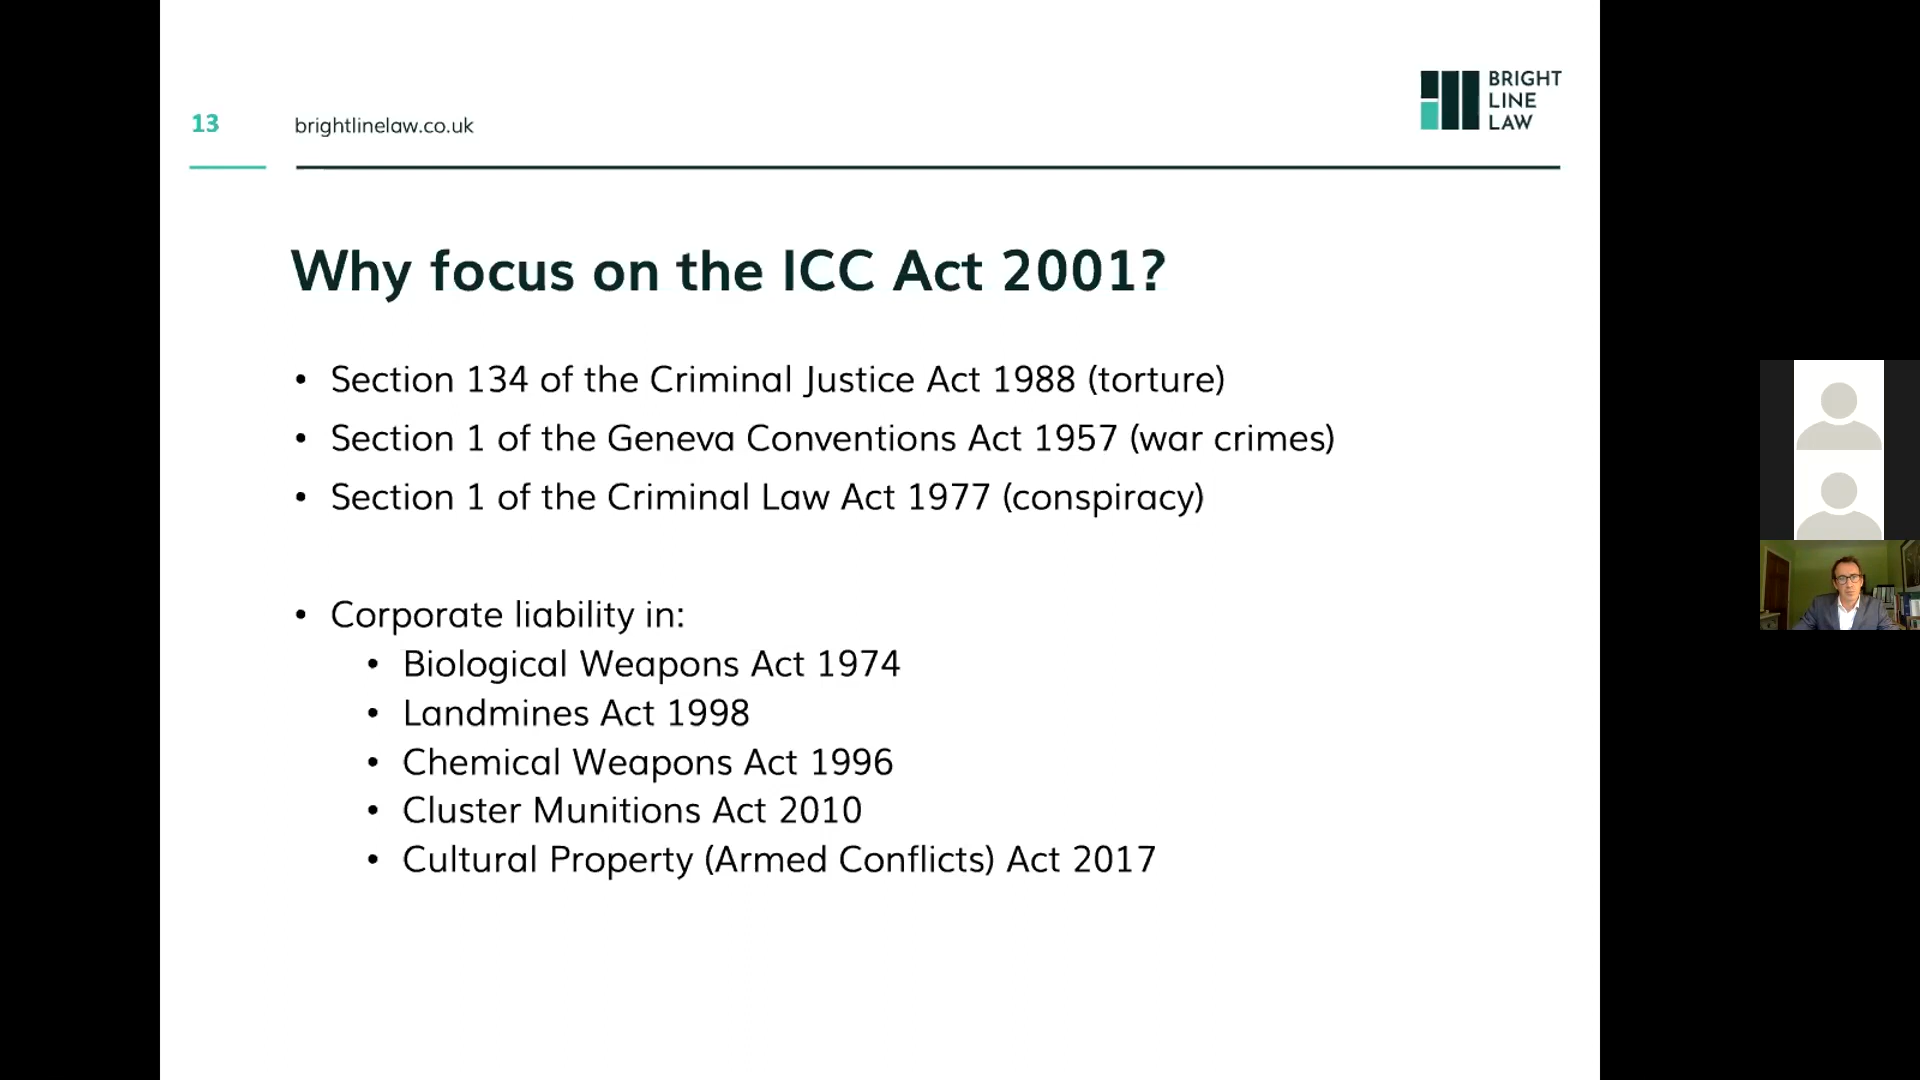 13
brightlinelaw.co.uk
BRIGHT
LINE
LAW
Why focus on the ICC Act 2001?
• Section 134 of the Criminal Justice Act 1988 (torture)
• Section 1 of the Geneva Conventions Act 1957 (war crimes)
• Section 1 of the Criminal Law Act 1977 (conspiracy)
• Corporate liability in:
• Biological Weapons Act 1974
• Landmines Act 1998
• Chemical Weapons Act 1996
• Cluster Munitions Act 2010
• Cultural Property (Armed Conflicts) Act 2017